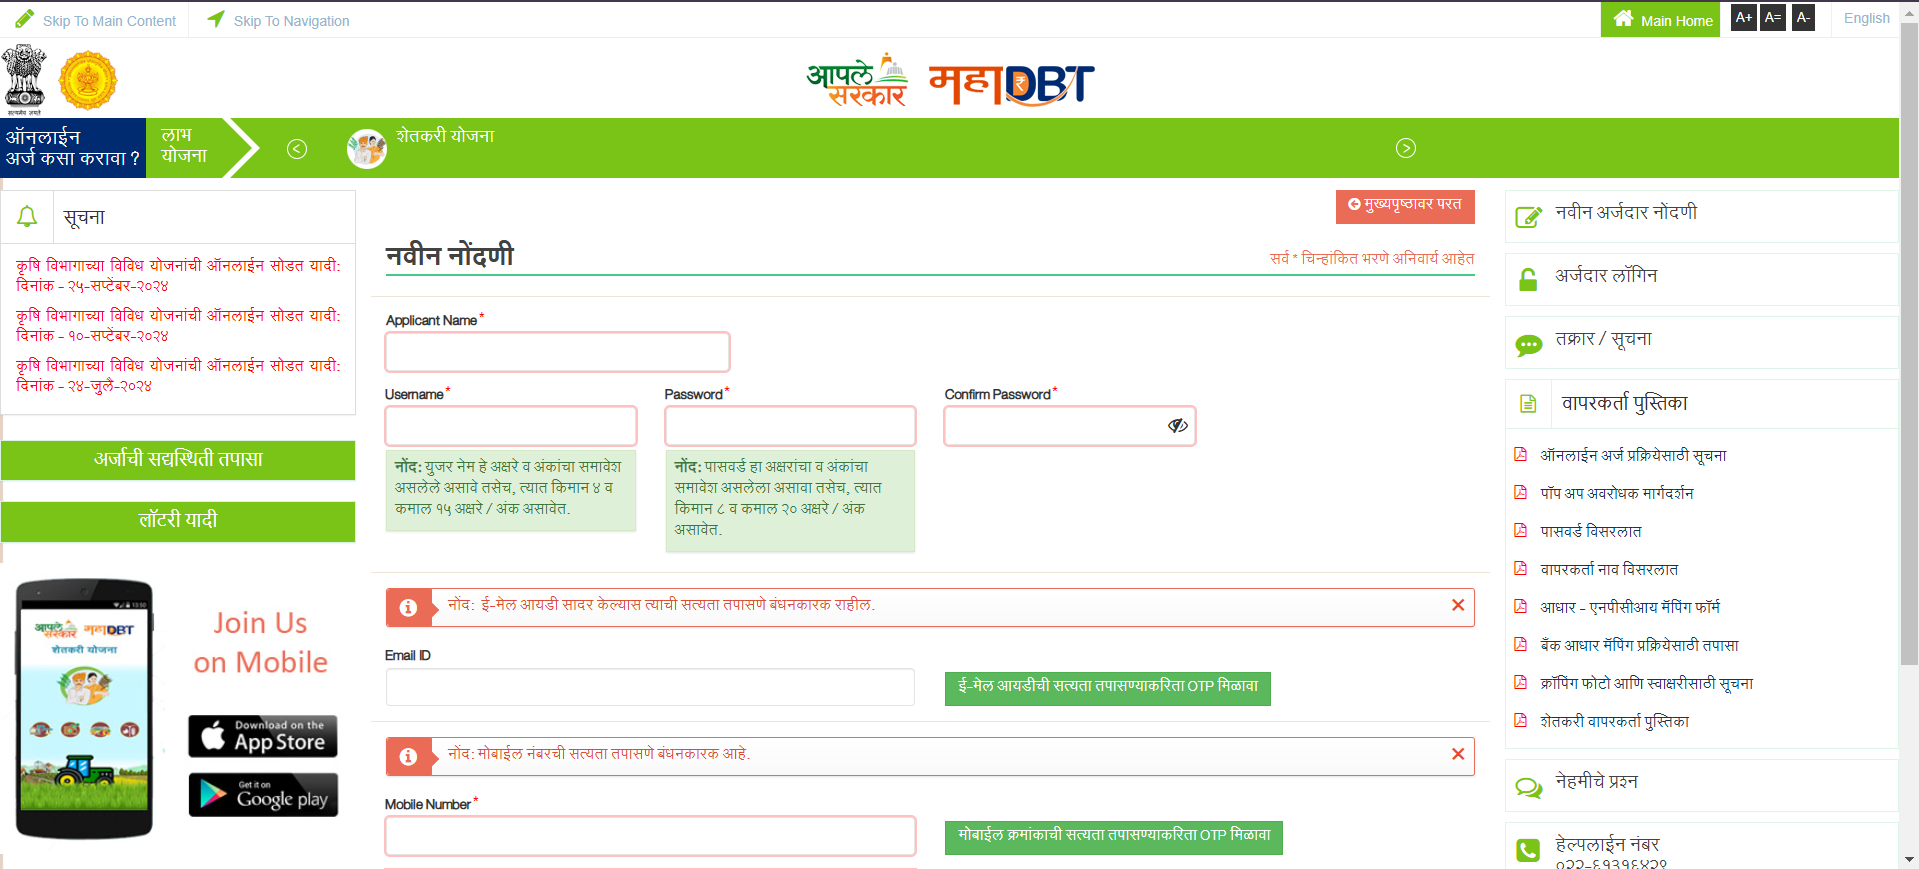 Skip To Main Content
Skip To Navigation
Main Home
A+ A= A-
English
सत्यमेव जयते
आपले
सरकार
महाDBT
ऑनलाईन
अर्ज कसा करावा ?
लाभ
योजना
शेतकरी योजना
सूचना
कृषि विभागाच्या विविध योजनांची ऑनलाईन सोडत यादी:
दिनांक - २५-सप्टेंबर-२०२४
कृषि विभागाच्या विविध योजनांची ऑनलाईन सोडत यादी:
दिनांक - १०-सप्टेंबर-२०२४
कृषि विभागाच्या विविध योजनांची ऑनलाईन सोडत यादी:
दिनांक - २४-जुलै-२०२४
अर्जाची सद्यस्थिती तपासा
लॉटरी यादी
आपले
सरकार
महाDBT
शेतकरी योजना
Join Us
on Mobile
Download on the
App Store
Get it on
Google play
मुख्यपृष्ठावर परत
नवीन नोंदणी
सर्व * चिन्हांकित भरणे अनिवार्य आहेत
Applicant Name *
Username *
Password *
Confirm Password *
नोंद: युजर नेम हे अक्षरे व अंकांचा समावेश
असलेले असावे तसेच, त्यात किमान ४ व
कमाल १५ अक्षरे / अंक असावेत.
नोंद: पासवर्ड हा अक्षरांचा व अंकांचा
समावेश असलेला असावा तसेच, त्यात
किमान ८ व कमाल २० अक्षरे / अंक
असावेत.
नोंद: ई-मेल आयडी सादर केल्यास त्याची सत्यता तपासणे बंधनकारक राहील.
Email ID
ई-मेल आयडीची सत्यता तपासण्याकरिता OTP मिळावा
नोंद: मोबाईल नंबरची सत्यता तपासणे बंधनकारक आहे.
Mobile Number *
मोबाईल क्रमांकाची सत्यता तपासण्याकरिता OTP मिळावा
नवीन अर्जदार नोंदणी
अर्जदार लॉगिन
तक्रार / सूचना
वापरकर्ता पुस्तिका
ऑनलाईन अर्ज प्रक्रियेसाठी सूचना
पॉप अप अवरोधक मार्गदर्शन
पासवर्ड विसरलात
वापरकर्ता नाव विसरलात
आधार - एनपीसीआय मॅपिंग फॉर्म
बँक आधार मॅपिंग प्रक्रियेसाठी तपासा
क्रॉपिंग फोटो आणि स्वाक्षरीसाठी सूचना
शेतकरी वापरकर्ता पुस्तिका
नेहमीचे प्रश्न
हेल्पलाईन नंबर
०२२-६१३१६४२९